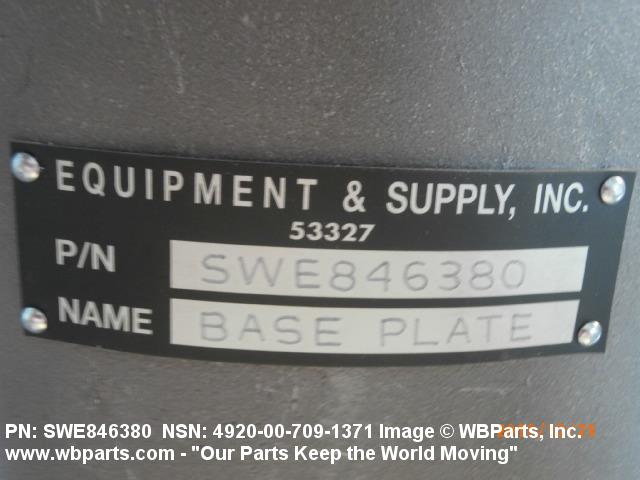 EQUIPMENT & SUPPLY, INC.
53327
P/N SWE846380
NAME BASE PLATE
PN: SWE846380 NSN: 4920-00-709-1371 Image © WBParts, Inc.
www.wbparts.com - "Our Parts Keep the World Moving"